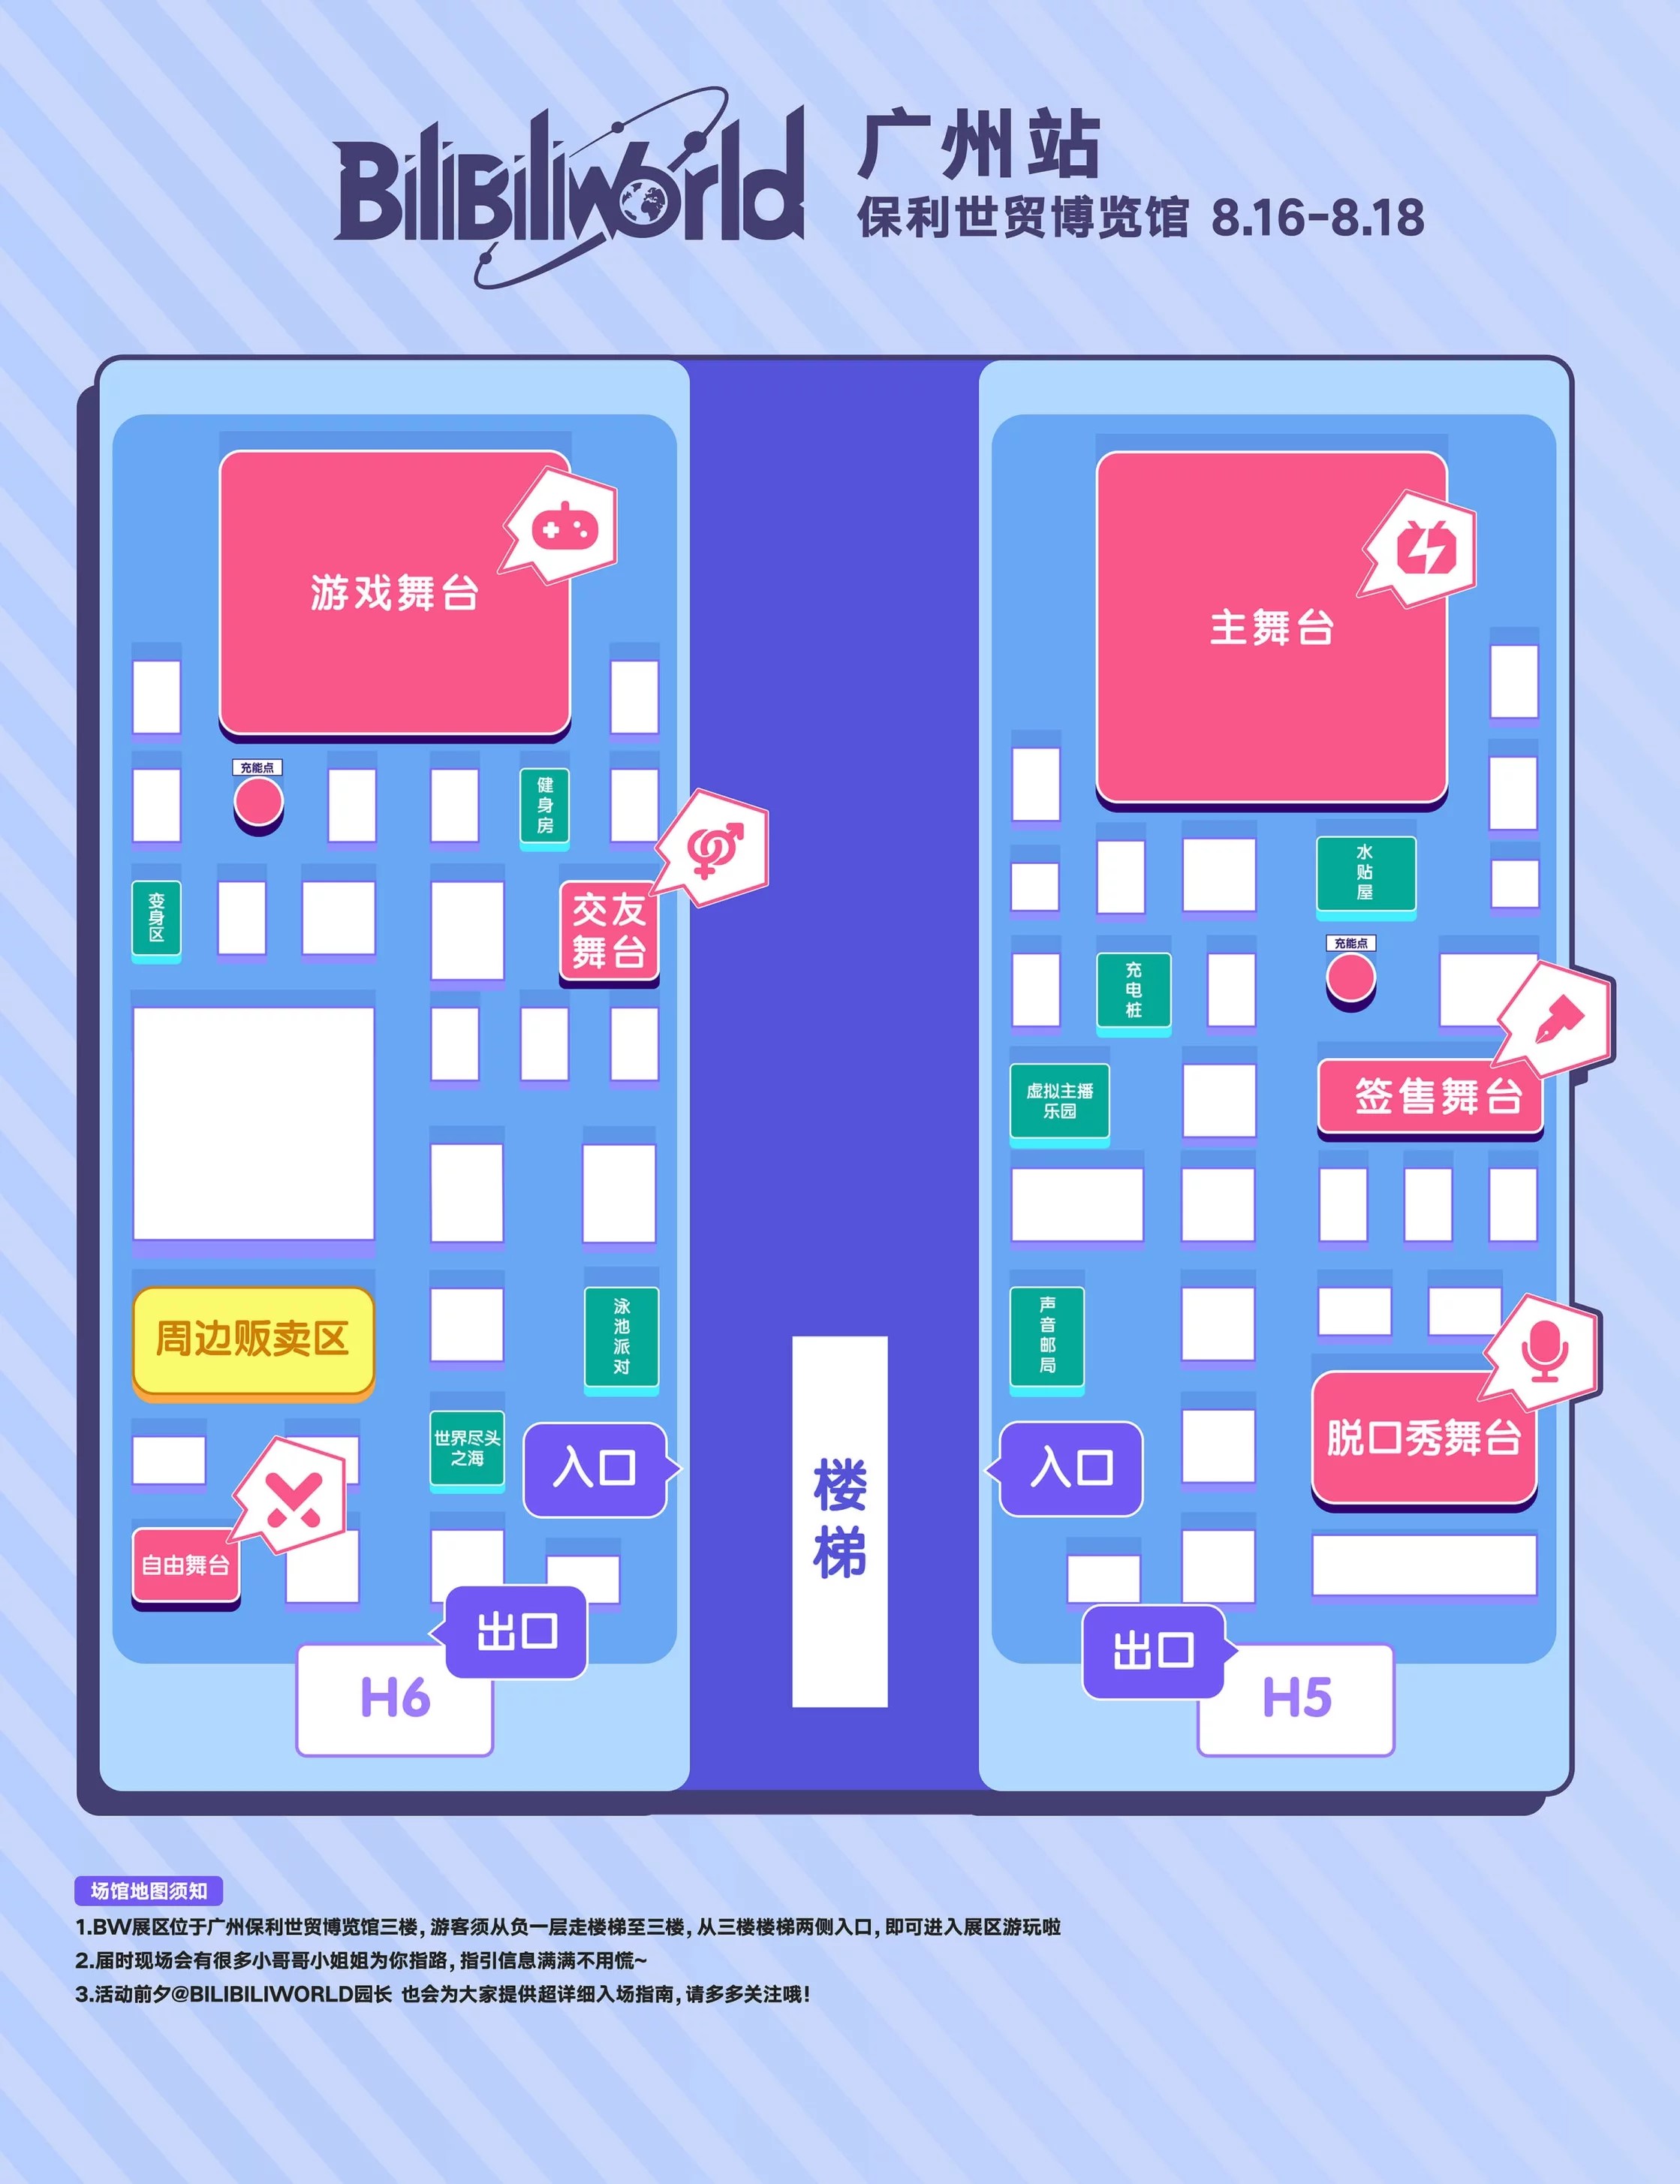 BiliBiliWorld
广州站
保利世贸博览馆 8.16-8.18
游戏舞台
充能点
健身房
变身区
交友
舞台
周边贩卖区
泳池派对
世界尽头
之海
入口
自由舞台
出口
H6
楼梯
主舞台
水贴屋
充能点
充电桩
签售舞台
虚拟主播
乐园
声音邮局
脱口秀舞台
入口
出口
H5
场馆地图须知
1.BW展区位于广州保利世贸博览馆三楼，游客须从负一层走楼梯至三楼，从三楼楼梯两侧入口，即可进入展区游玩啦
2.届时现场会有很多小哥哥小姐姐为你指路，指引信息满满不用慌~
3.活动前夕@BILIBILIWORLD园长 也会为大家提供超详细入场指南，请多多关注哦！